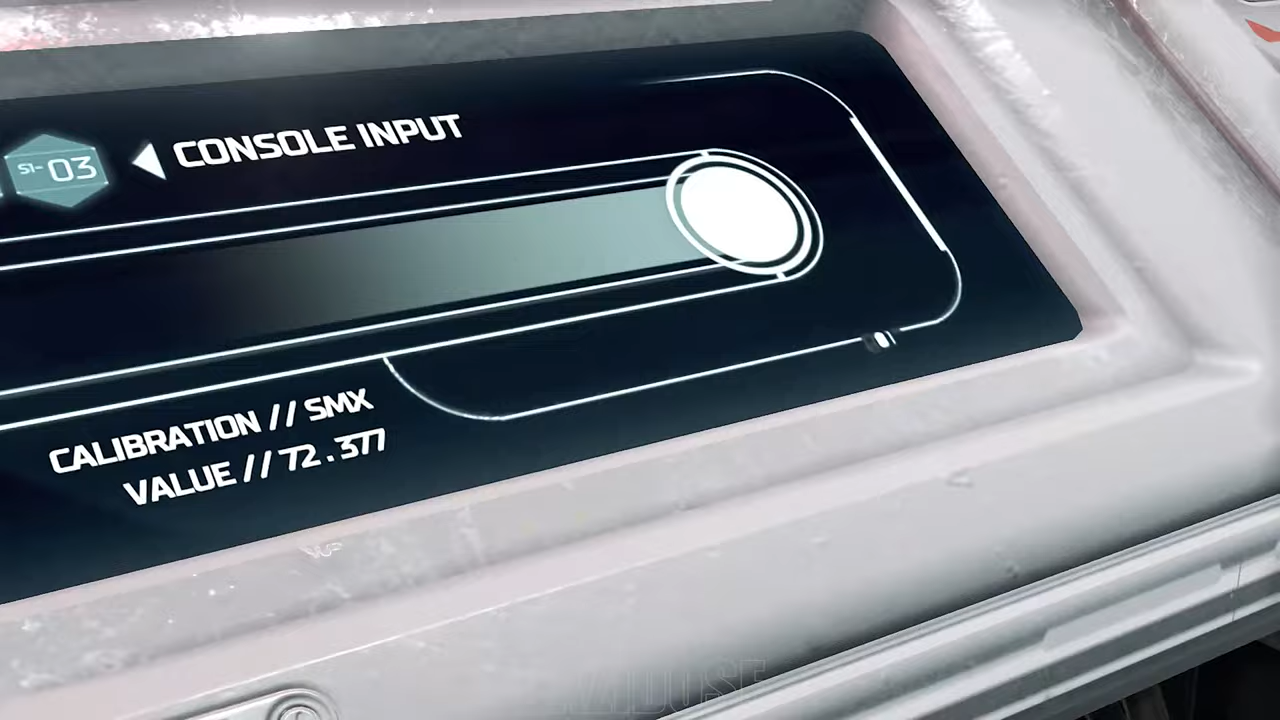 S1-03
CONSOLE INPUT
CALIBRATION // SMX
VALUE // 72.377